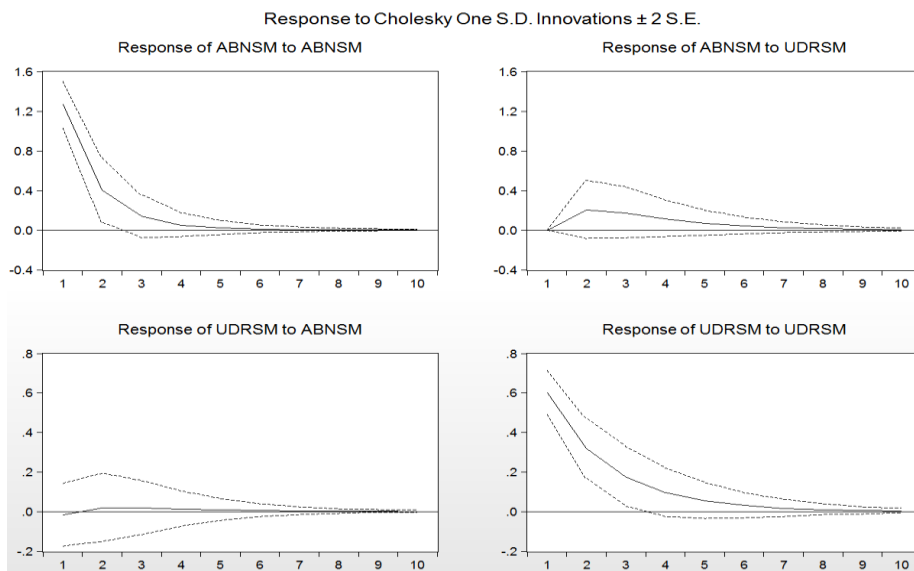 Response to Cholesky One S.D. Innovations ± 2 S.E.
Response of ABNSM to ABNSM
1.6
1.2
0.8
0.4
0.0
-0.4
1 2 3 4 5 6 7 8 9 10
Response of ABNSM to UDRSM
1.6
1.2
0.8
0.4
0.0
-0.4
1 2 3 4 5 6 7 8 9 10
Response of UDRSM to ABNSM
.8
.6
.4
.2
.0
-.2
1 2 3 4 5 6 7 8 9 10
Response of UDRSM to UDRSM
.8
.6
.4
.2
.0
-.2
1 2 3 4 5 6 7 8 9 10